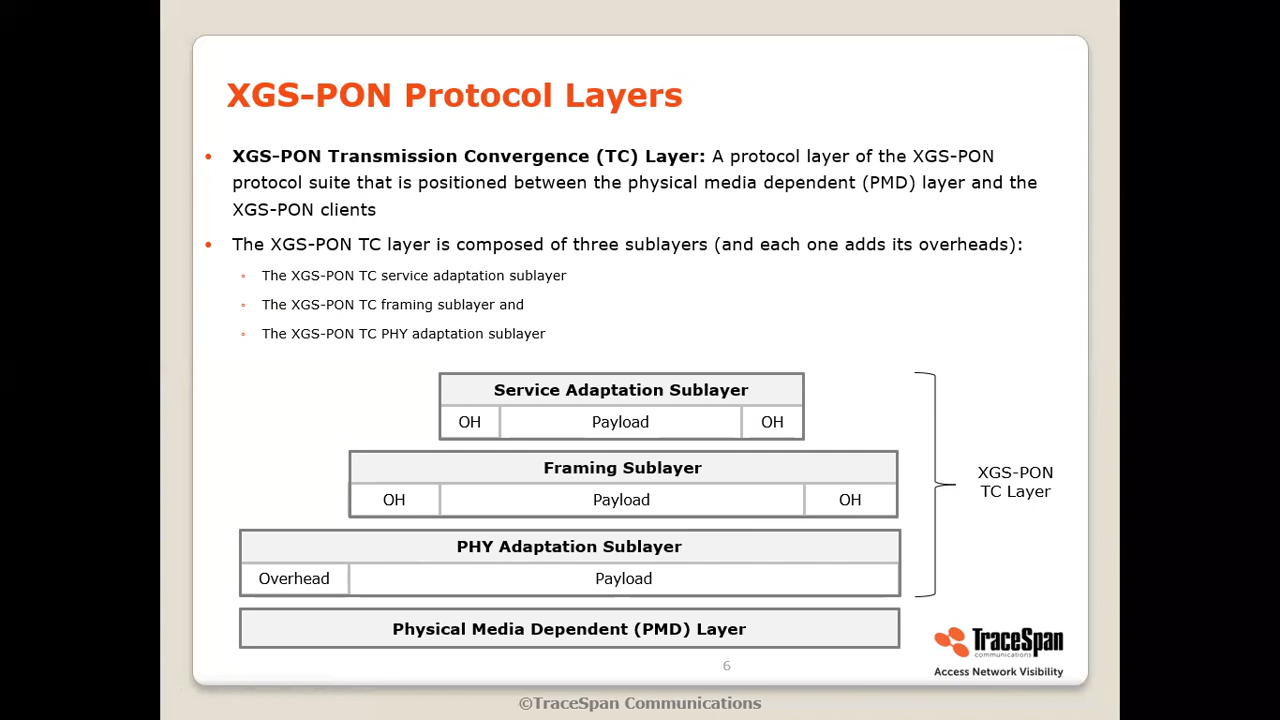 XGS-PON Protocol Layers
• XGS-PON Transmission Convergence (TC) Layer: A protocol layer of the XGS-PON
protocol suite that is positioned between the physical media dependent (PMD) layer and the
XGS-PON clients
• The XGS-PON TC layer is composed of three sublayers (and each one adds its overheads):
◦ The XGS-PON TC service adaptation sublayer
◦ The XGS-PON TC framing sublayer and
◦ The XGS-PON TC PHY adaptation sublayer
Service Adaptation Sublayer
OH Payload OH
Framing Sublayer
OH Payload OH
XGS-PON
TC Layer
PHY Adaptation Sublayer
Overhead Payload
Physical Media Dependent (PMD) Layer
TraceSpan
communications
Access Network Visibility
6
©TraceSpan Communications